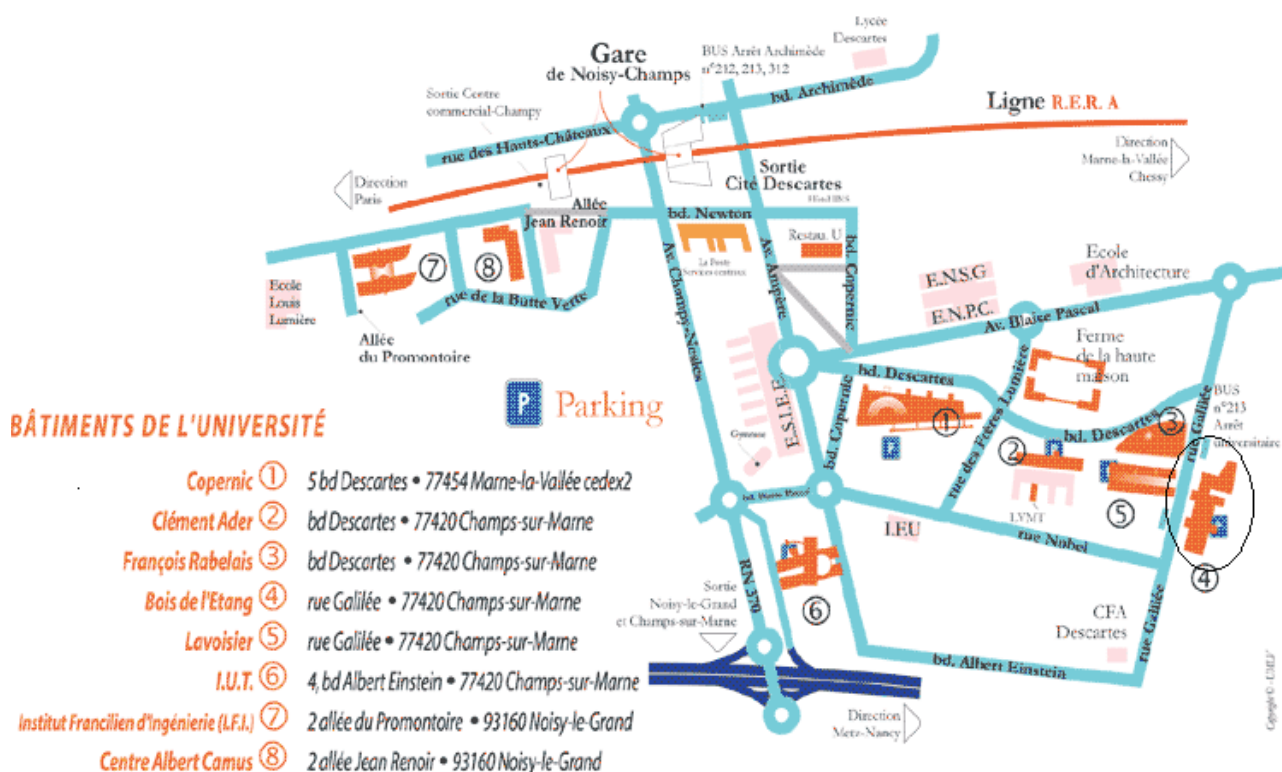 Lycée
Descartes
Gare
de Noisy-Champs
BUS Arrêt Archimède
n°212, 213, 312
bd. Archimède
Sortie Centre
commercial-Champy
rue des Hauts-Châteaux
Ligne R.E.R. A
Direction
Marne-la-Vallée
Chessy
Direction
Paris
Sortie
Cité Descartes
Allée
Jean Renoir
bd. Newton
La Poste
Services centraux
Restau. U
bd. Copernic
Av. Ampère
Av. Champy-Nesles
Ecole
d'Architecture
E.N.S.G
E.N.P.C.
Av. Blaise Pascal
Ecole
Louis
Lumière
7
8
rue de la Butte Verte
Allée
du Promontoire
Ferme
de la haute
maison
rue des Frères Lumière
bd. Descartes
bd. Descartes
E.S.I.E.E.
bd. Copernic
Gymnase
1
2
3
rue Galilée
BUS
n°213
Arrêt
universitaire
P Parking
P
P
P
P
P
LVMT
5
4
I.F.U
rue Nobel
6
RN 370
Sortie
Noisy-le-Grand
et Champs-sur-Marne
CFA
Descartes
rue Galilée
bd. Albert Einstein
Direction
Metz-Nancy
BÂTIMENTS DE L'UNIVERSITÉ
Copernic 1 5 bd Descartes • 77454 Marne-la-Vallée cedex2
Clément Ader 2 bd Descartes • 77420 Champs-sur-Marne
François Rabelais 3 bd Descartes • 77420 Champs-sur-Marne
Bois de l'Etang 4 rue Galilée • 77420 Champs-sur-Marne
Lavoisier 5 rue Galilée • 77420 Champs-sur-Marne
I.U.T. 6 4, bd Albert Einstein • 77420 Champs-sur-Marne
Institut Francilien d'Ingénierie (I.F.I.) 7 2 allée du Promontoire • 93160 Noisy-le-Grand
Centre Albert Camus 8 2 allée Jean Renoir • 93160 Noisy-le-Grand